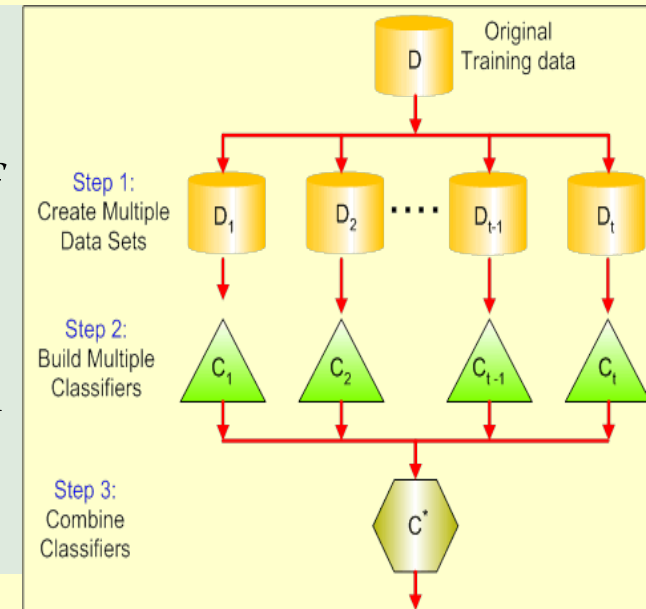 Original
Training data
D
Step 1:
Create Multiple
Data Sets
D1 D2 .... Dt-1 Dt
Step 2:
Build Multiple
Classifiers
C1 C2 Ct-1 Ct
Step 3:
Combine
Classifiers
C*